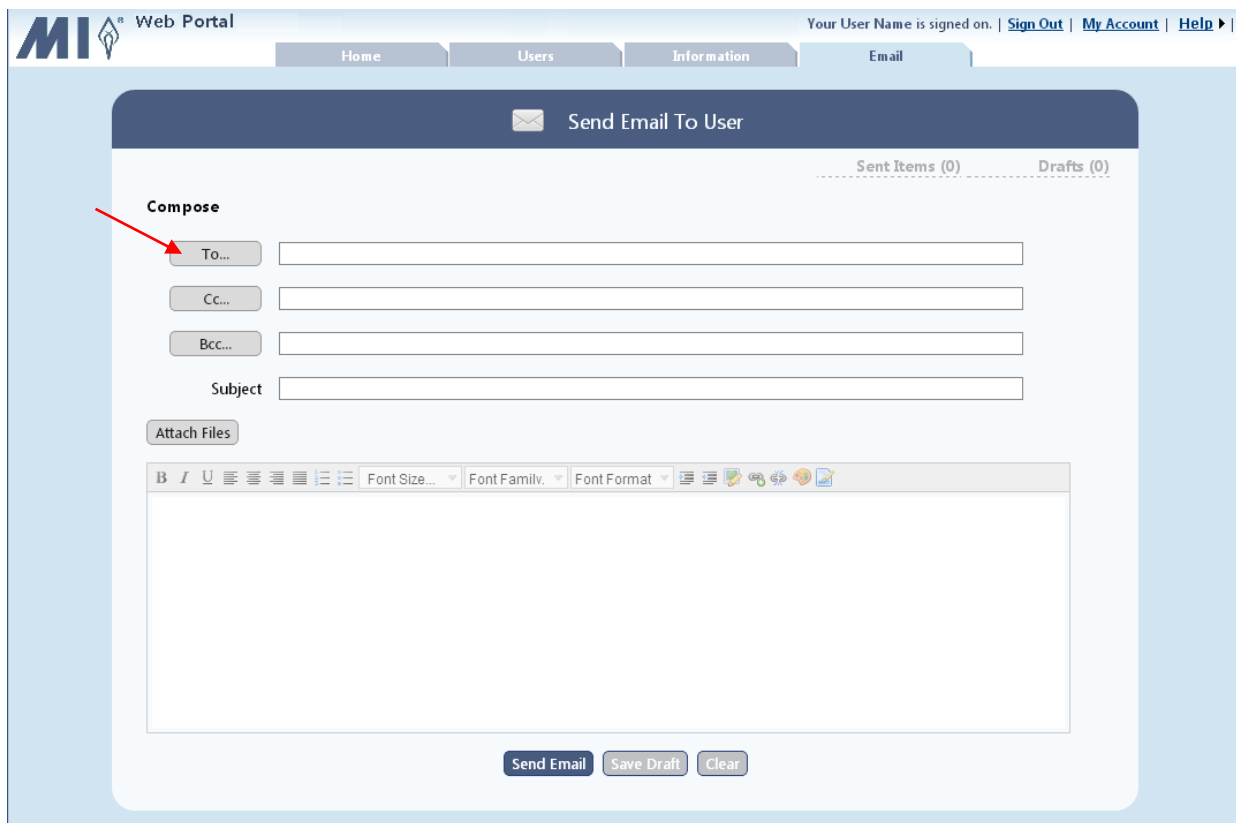 MI® Web Portal
Your User Name is signed on. | Sign Out | My Account | Help |
Home Users Information Email
Send Email To User
Sent Items (0) Drafts (0)
Compose
To...
Cc...
Bcc...
Subject
Attach Files
B I U Font Size... Font Family. Font Format
Send Email Save Draft Clear